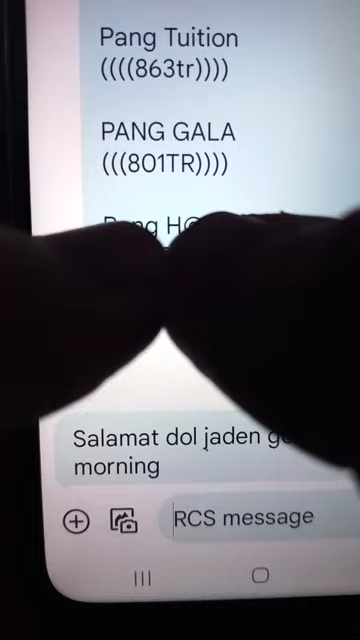 Pang Tuition
((((863tr))))
PANG GALA
(((801TR))))
Salamat dol jaden
morning
RCS message